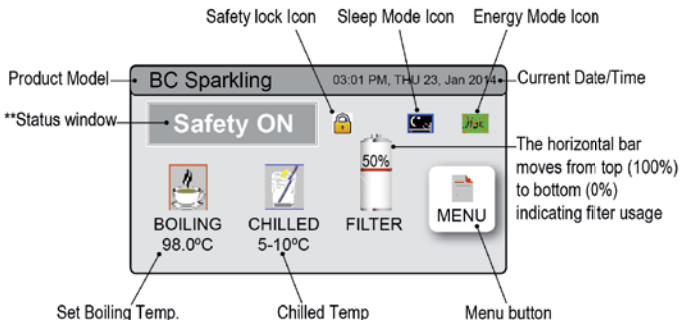 Safety lock Icon Sleep Mode Icon Energy Mode Icon
Product Model BC Sparkling 03:01 PM, THU 23, Jan 2014 Current Date/Time
**Status window Safety ON
50%
The horizontal bar
moves from top (100%)
to bottom (0%)
indicating filter usage
BOILING CHILLED FILTER MENU
98.0ºC 5-10ºC
Set Boiling Temp. Chilled Temp Menu button